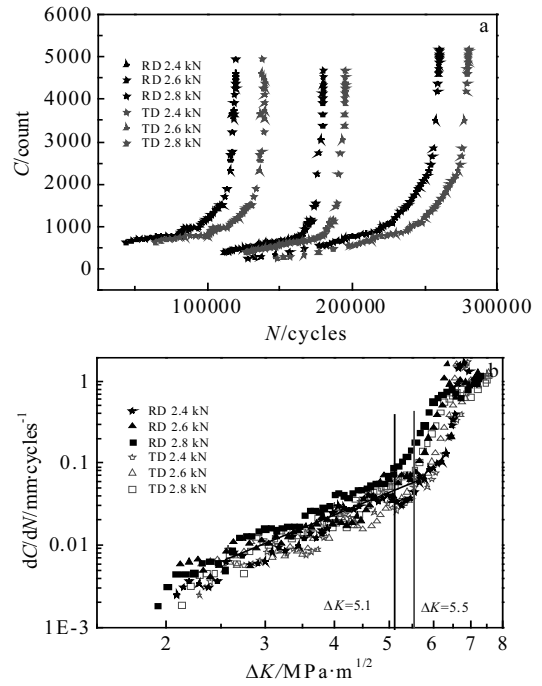 a
6000
5000
4000
3000
2000
1000
0
C/count
RD 2.4 kN
RD 2.6 kN
RD 2.8 kN
TD 2.4 kN
TD 2.6 kN
TD 2.8 kN
100000 200000 300000
N/cycles
b
1
0.1
0.01
1E-3
dC/dN/mm·cycles⁻¹
RD 2.4 kN
RD 2.6 kN
RD 2.8 kN
TD 2.4 kN
TD 2.6 kN
TD 2.8 kN
ΔK=5.1
ΔK=5.5
2 3 4 5 6 7 8
ΔK/MPa·m^1/2